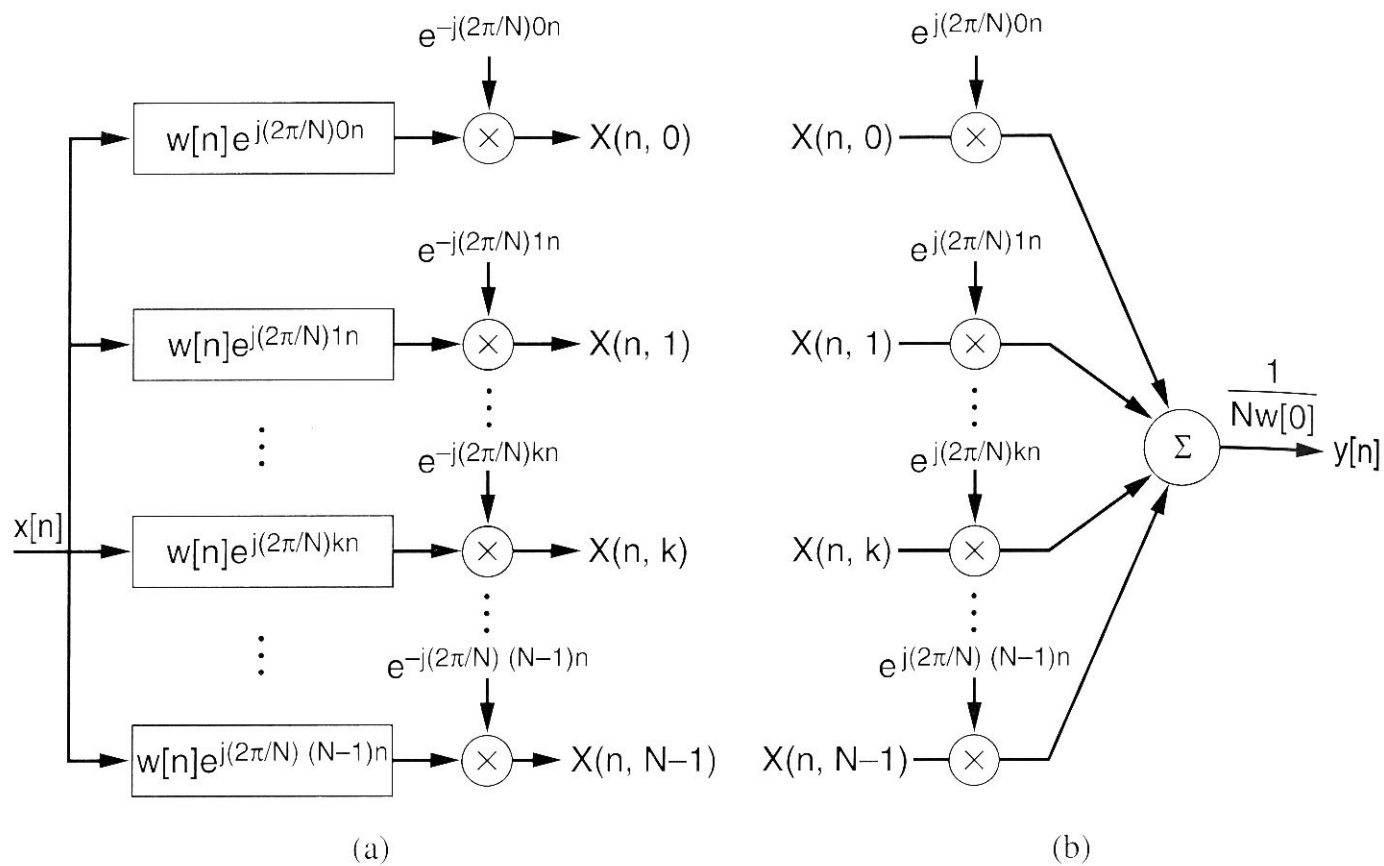 e^{-j(2π/N)0n}
w[n]e^{j(2π/N)0n}
×
X(n, 0)
e^{-j(2π/N)1n}
w[n]e^{j(2π/N)1n}
×
X(n, 1)
e^{-j(2π/N)kn}
x[n]
w[n]e^{j(2π/N)kn}
×
X(n, k)
e^{-j(2π/N) (N–1)n}
w[n]e^{j(2π/N) (N–1)n}
×
X(n, N–1)
(a)
e^{j(2π/N)0n}
X(n, 0)
×
e^{j(2π/N)1n}
X(n, 1)
×
e^{j(2π/N)kn}
X(n, k)
×
e^{j(2π/N) (N–1)n}
X(n, N–1)
×
Σ
1
Nw[0]
y[n]
(b)